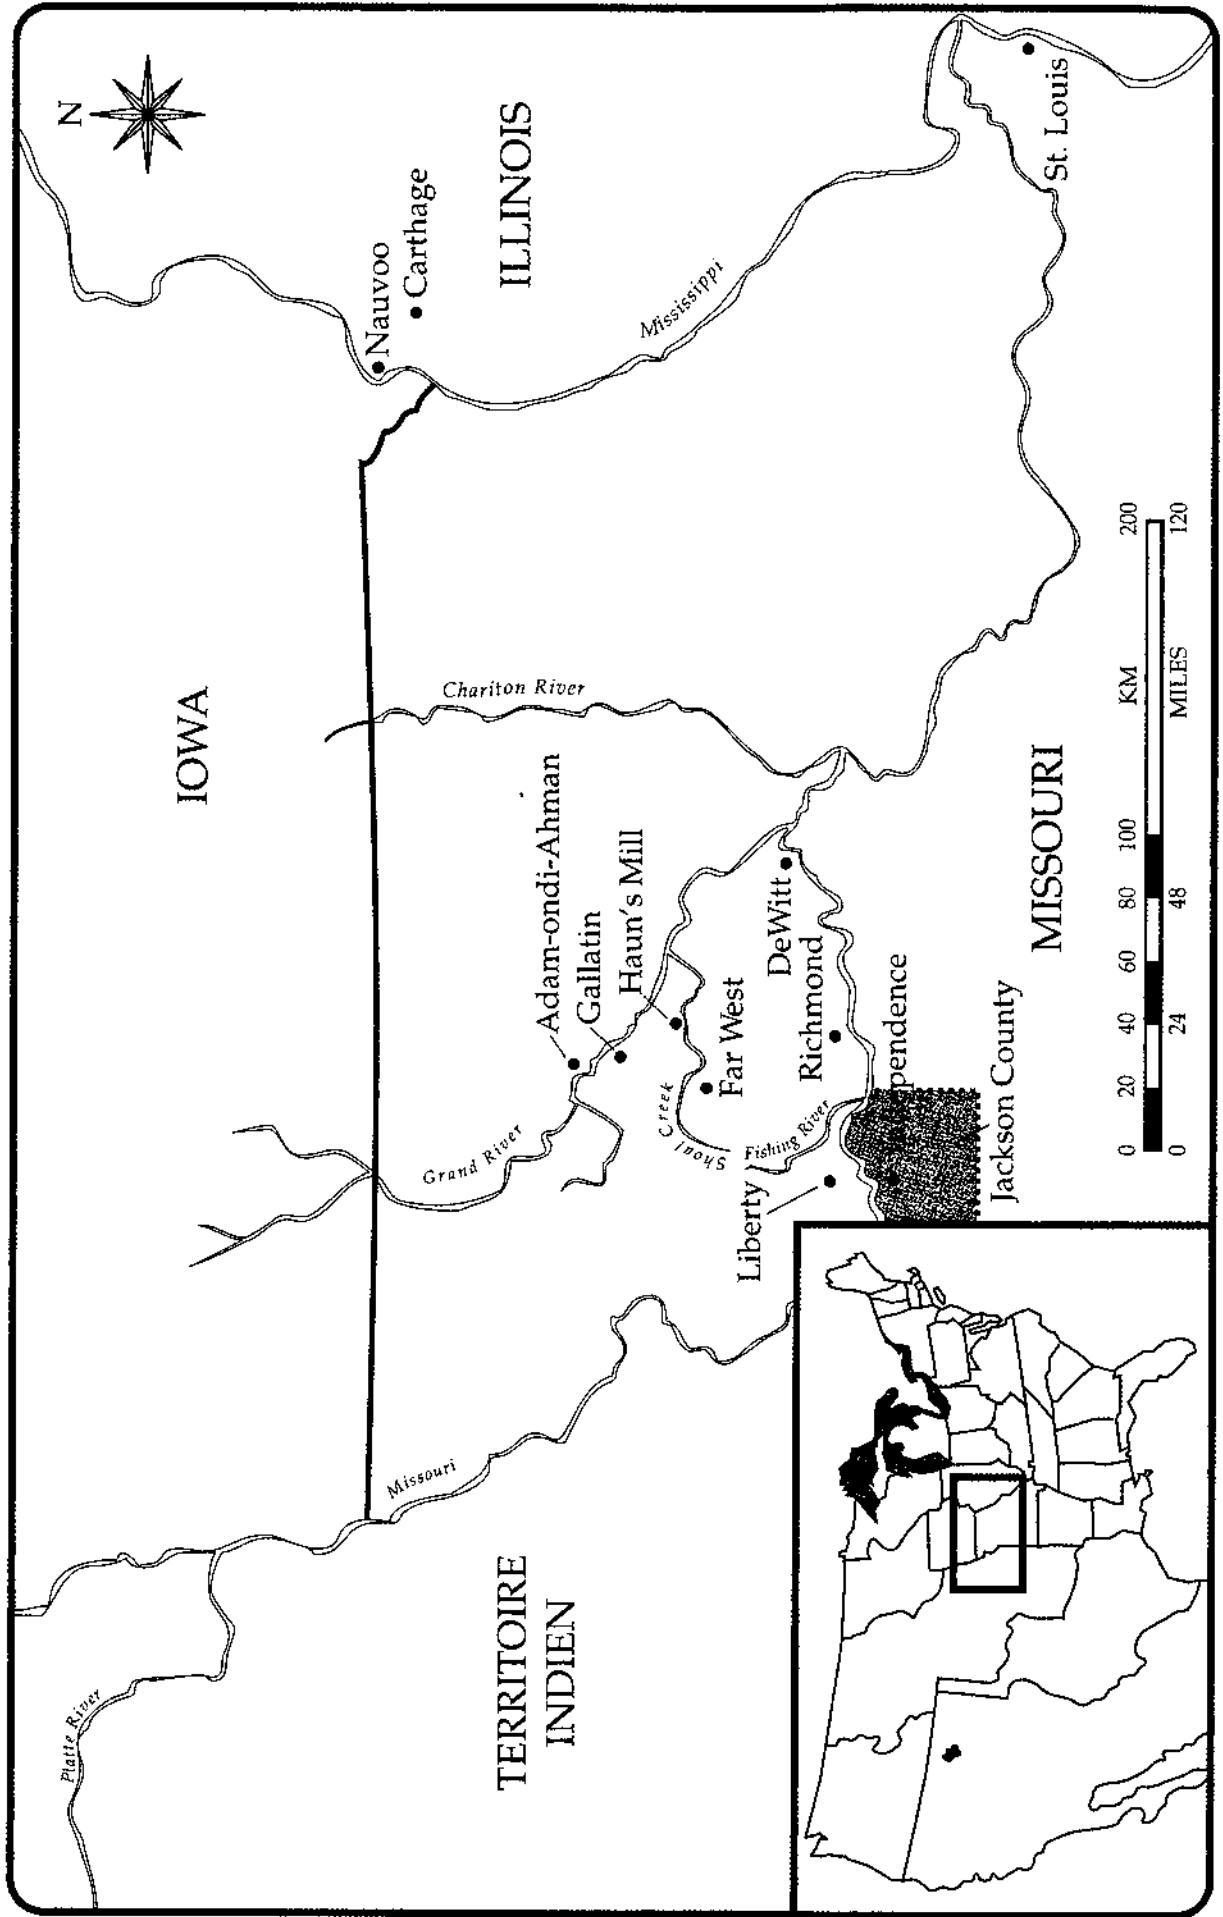 N
IOWA
ILLINOIS
Nauvoo
Carthage
Mississippi
St. Louis
Chariton River
Adam-ondi-Ahman
Gallatin
Haun's Mill
Grand River
Shoal Creek
Far West
DeWitt
Richmond
Fishing River
Liberty
pendence
Jackson County
MISSOURI
Missouri
Platte River
TERRITOIRE
INDIEN
0 20 40 60 80 100 KM 200
0 24 48 MILES 120